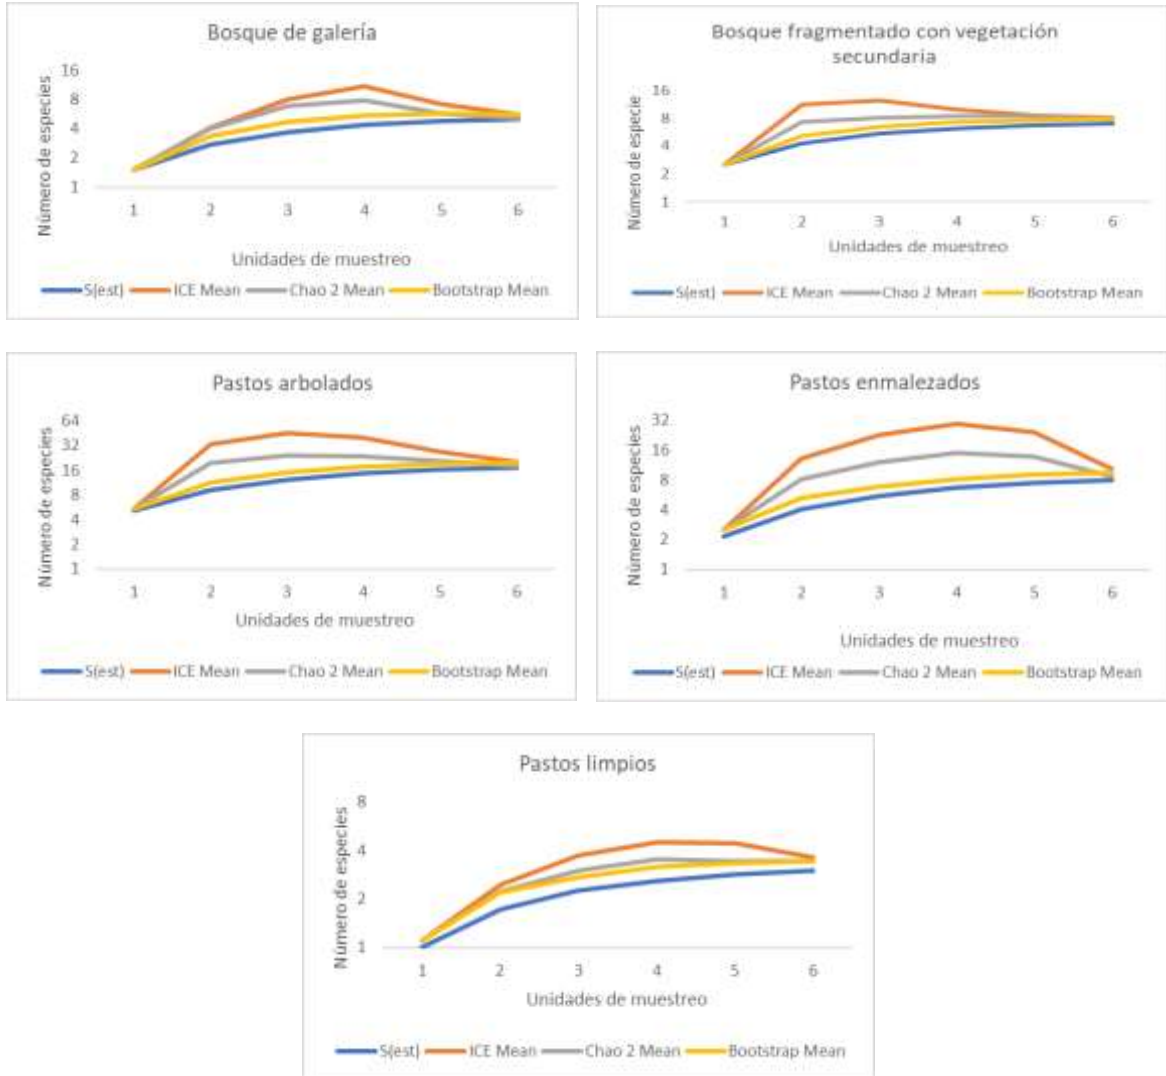 Bosque de galería
Número de especies
16
8
4
2
1
1 2 3 4 5 6
Unidades de muestreo
S(est) ICE Mean Chao 2 Mean Bootstrap Mean
Bosque fragmentado con vegetación
secundaria
Número de especie
16
8
4
2
1
1 2 3 4 5 6
Unidades de muestreo
S(est) ICE Mean Chao 2 Mean Bootstrap Mean
Pastos arbolados
Número de especies
64
32
16
8
4
2
1
1 2 3 4 5 6
Unidades de muestreo
S(est) ICE Mean Chao 2 Mean Bootstrap Mean
Pastos enmalezados
Número de especies
32
16
8
4
2
1
1 2 3 4 5 6
Unidades de muestreo
S(est) ICE Mean Chao 2 Mean Bootstrap Mean
Pastos limpios
Número de especies
8
4
2
1
1 2 3 4 5 6
Unidades de muestreo
S(est) ICE Mean Chao 2 Mean Bootstrap Mean